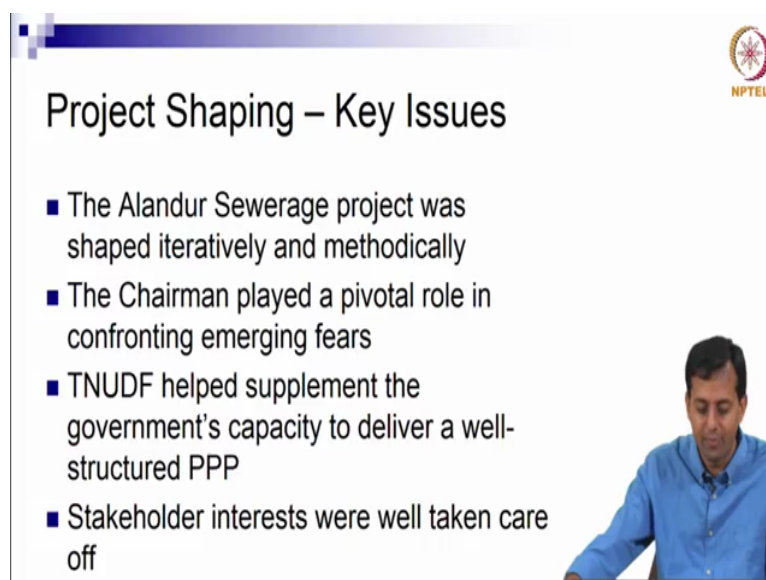 NPTEL
Project Shaping – Key Issues
The Alandur Sewerage project was
shaped iteratively and methodically
The Chairman played a pivotal role in
confronting emerging fears
TNUDF helped supplement the
government's capacity to deliver a well-
structured PPP
Stakeholder interests were well taken care
off